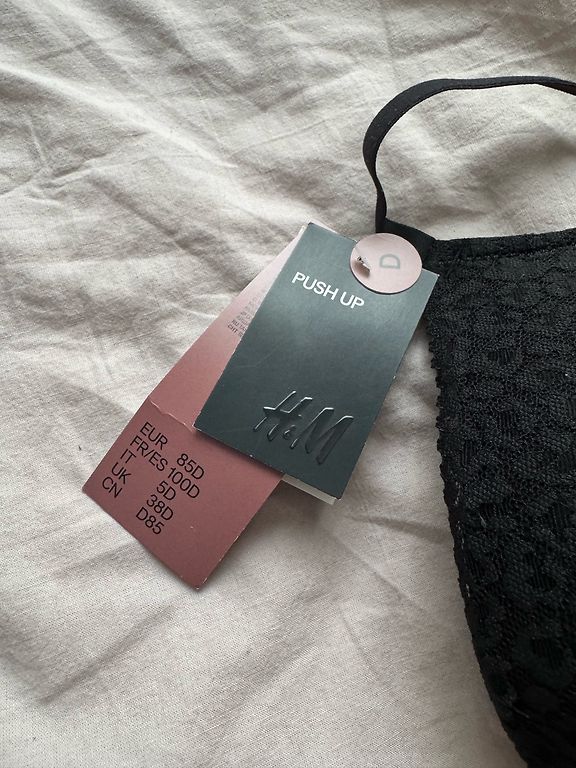 D
PUSH UP
H&M
EUR 85D
FR/ES 100D
IT 5D
UK 38D
CN D85